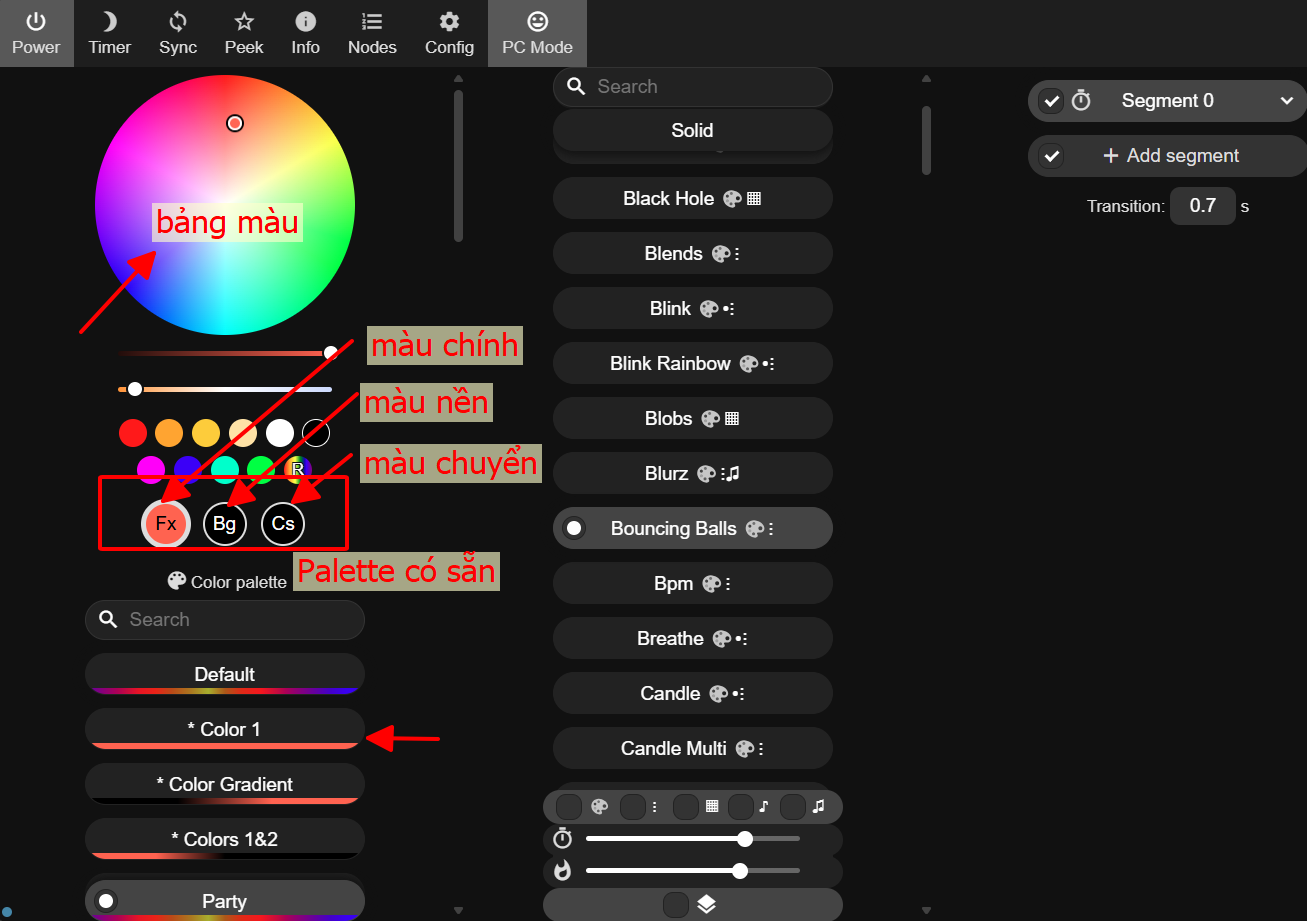 Power Timer Sync Peek Info Nodes Config PC Mode
bảng màu
màu chính
màu nền
màu chuyển
R
Fx Bg Cs
Color palette
Palette có sẵn
Search
Default
* Color 1
* Color Gradient
* Colors 1&2
Party
Search
Solid
Black Hole
Blends
Blink
Blink Rainbow
Blobs
Blurz
Bouncing Balls
Bpm
Breathe
Candle
Candle Multi
Segment 0
+ Add segment
Transition: 0.7 s